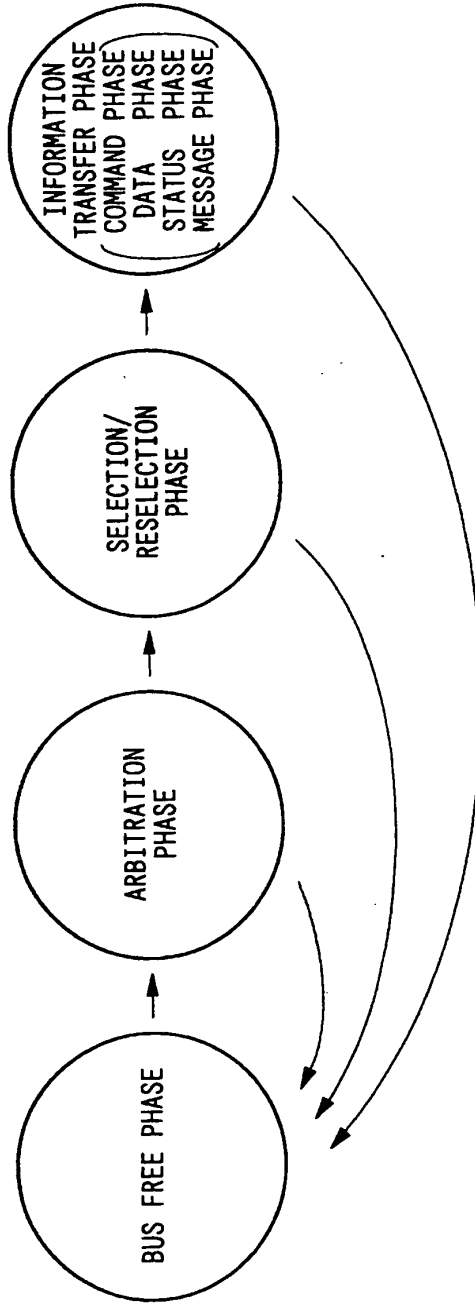 BUS FREE PHASE
ARBITRATION
PHASE
SELECTION/
RESELECTION
PHASE
INFORMATION
TRANSFER PHASE
COMMAND PHASE
DATA PHASE
STATUS PHASE
MESSAGE PHASE